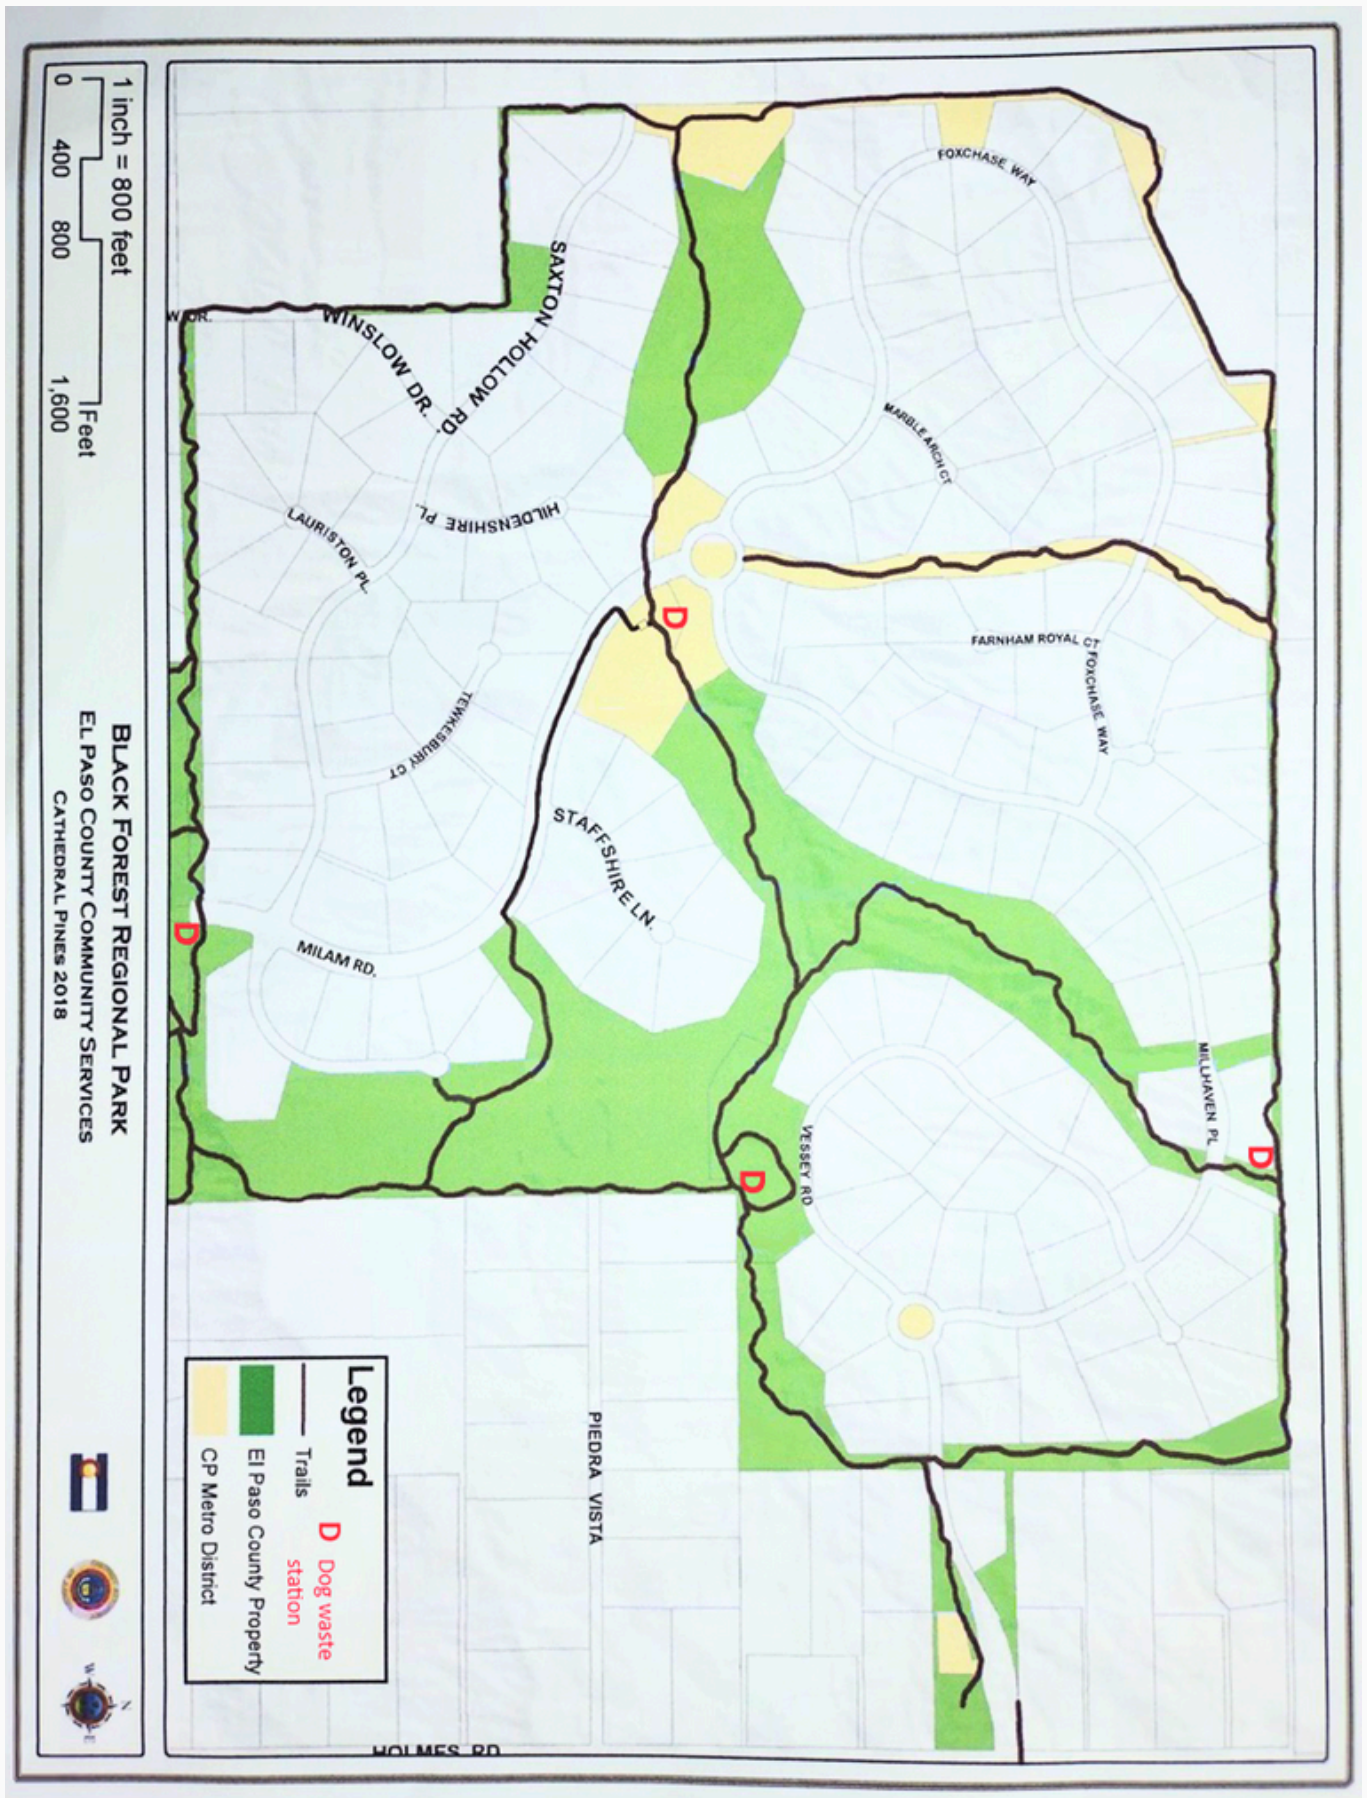 FOXCHASE WAY
SAXTON HOLLOW RD.
WINSLOW DR.
W DR.
MARBLE ARCH CT
HILDENSHIRE PL.
LAURISTON PL.
D
FARNHAM ROYAL CT
FOXCHASE WAY
TEWKESBURY CT
STAFFSHIRE LN.
D
MILAM RD.
MILLHAVEN PL
D
VESSEY RD
D
PIEDRA VISTA
HOLMES RD
Legend
Trails
D Dog waste
station
El Paso County Property
CP Metro District
1 inch = 800 feet
Feet
0 400 800 1,600
BLACK FOREST REGIONAL PARK
EL PASO COUNTY COMMUNITY SERVICES
CATHEDRAL PINES 2018
N
W
E